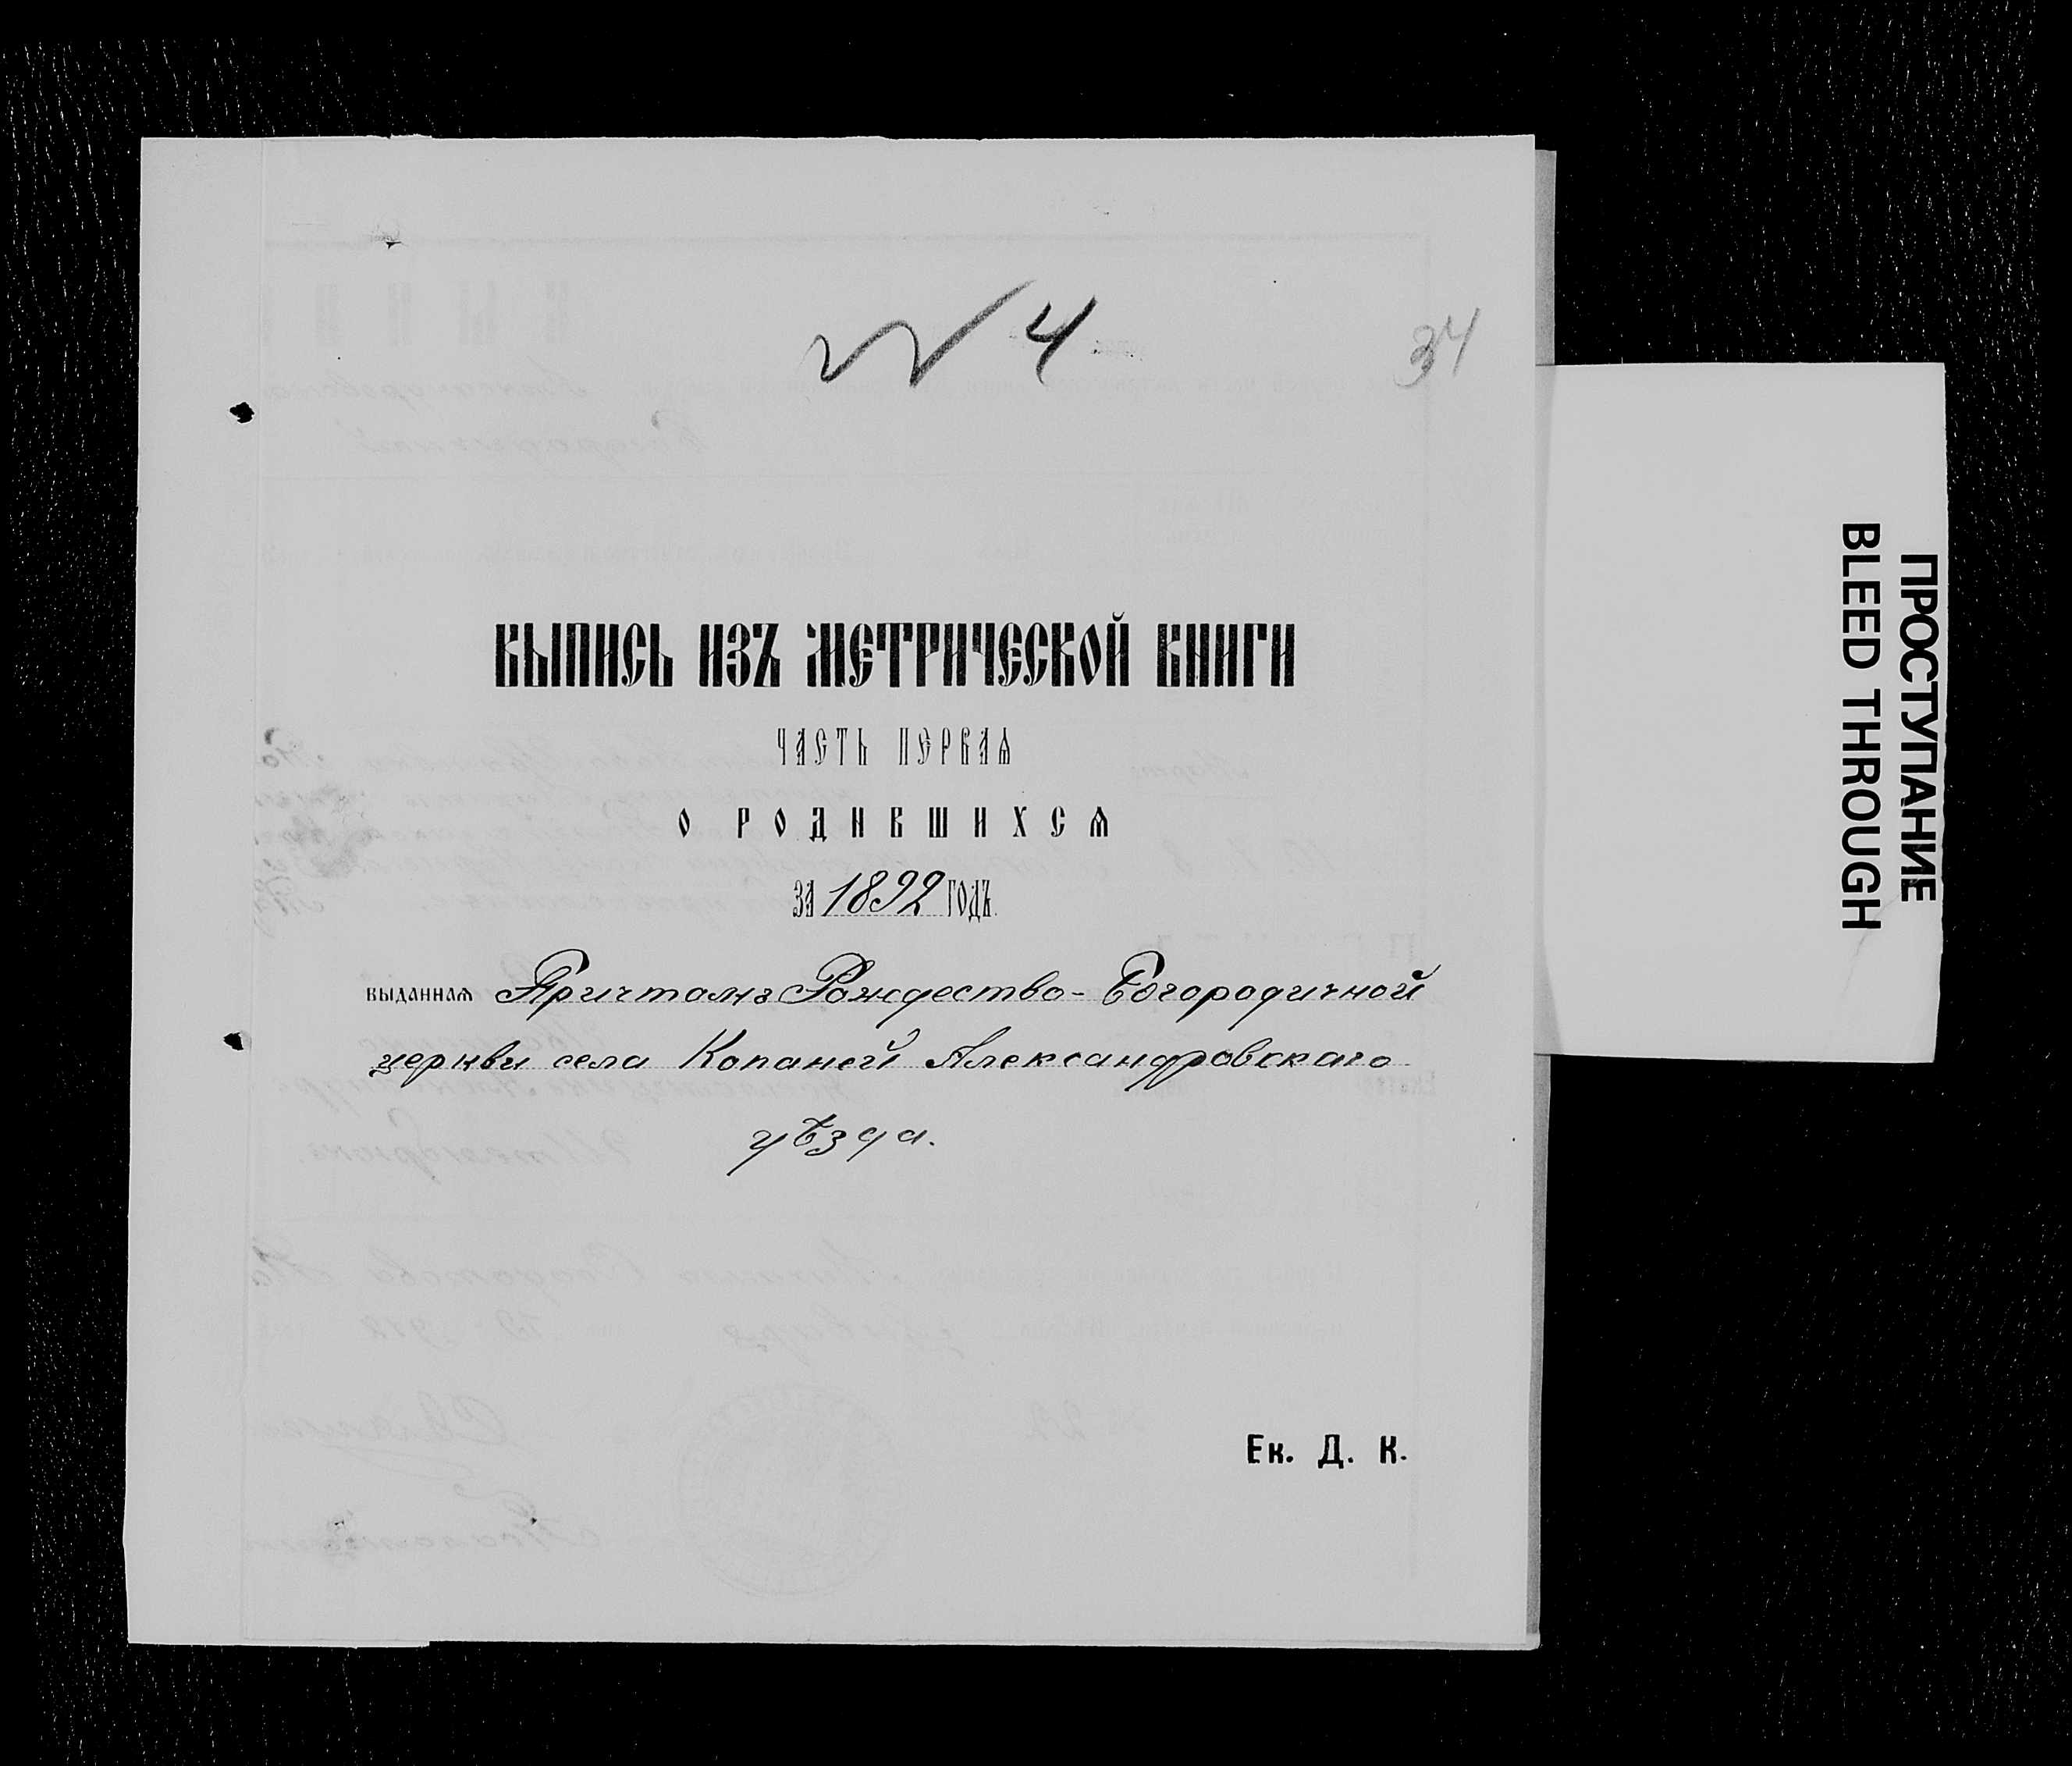 № 4
34
ВЫПИСЬ ИЗЪ МЕТРИЧЕСКОЙ КНИГИ
ЧАСТЬ ПЕРВАЯ
О РОДИВШИХСЯ
ЗА 1892 ГОДЪ.
выданная Причтомъ Рождество-Богородичной
церкви села Копаней Александровскаго
уѣзда.
Ек. Д. К.
ПРОСТУПАНИЕ
BLEED THROUGH